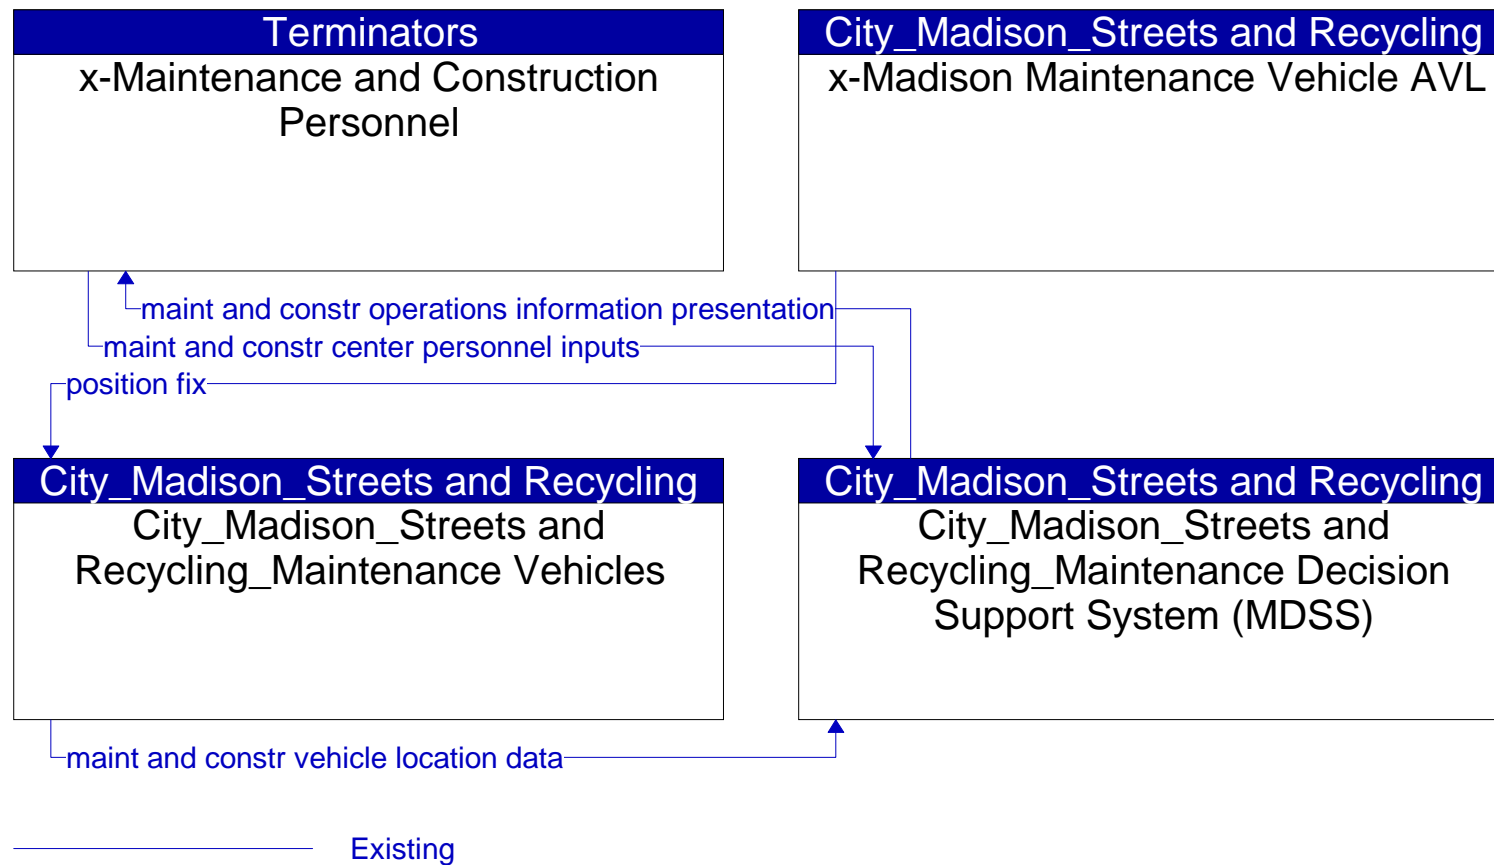 Terminators
x-Maintenance and Construction
Personnel
City_Madison_Streets and Recycling
x-Madison Maintenance Vehicle AVL
maint and constr operations information presentation
maint and constr center personnel inputs
position fix
City_Madison_Streets and Recycling
City_Madison_Streets and
Recycling_Maintenance Vehicles
City_Madison_Streets and Recycling
City_Madison_Streets and
Recycling_Maintenance Decision
Support System (MDSS)
maint and constr vehicle location data
Existing